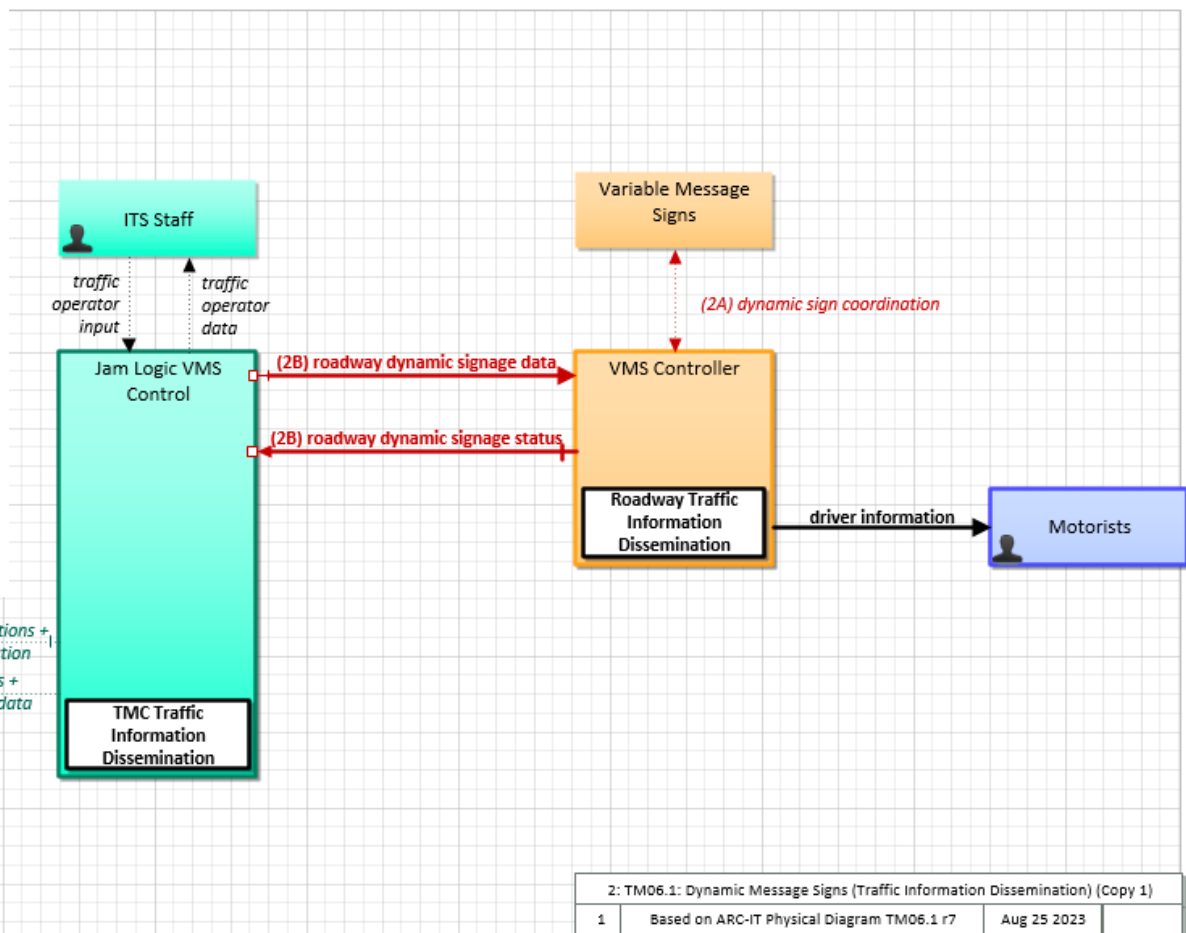 ITS Staff
traffic
operator
input
traffic
operator
data
Variable Message
Signs
(2A) dynamic sign coordination
Jam Logic VMS
Control
(2B) roadway dynamic signage data
VMS Controller
(2B) roadway dynamic signage status
Roadway Traffic
Information
Dissemination
driver information
Motorists
+
+
data
TMC Traffic
Information
Dissemination
2: TM06.1: Dynamic Message Signs (Traffic Information Dissemination) (Copy 1)
1 Based on ARC-IT Physical Diagram TM06.1 r7 Aug 25 2023